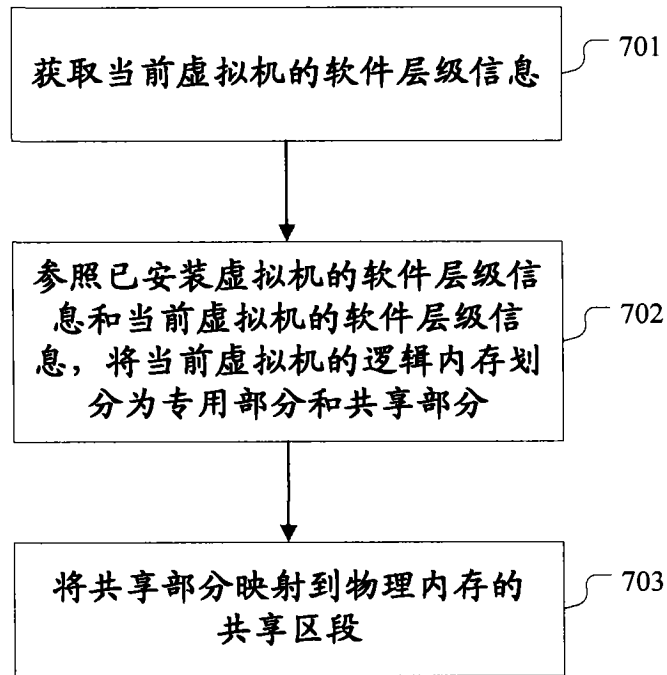 获取当前虚拟机的软件层级信息
701
参照已安装虚拟机的软件层级信
息和当前虚拟机的软件层级信
息，将当前虚拟机的逻辑内存划
分为专用部分和共享部分
702
将共享部分映射到物理内存的
共享区段
703